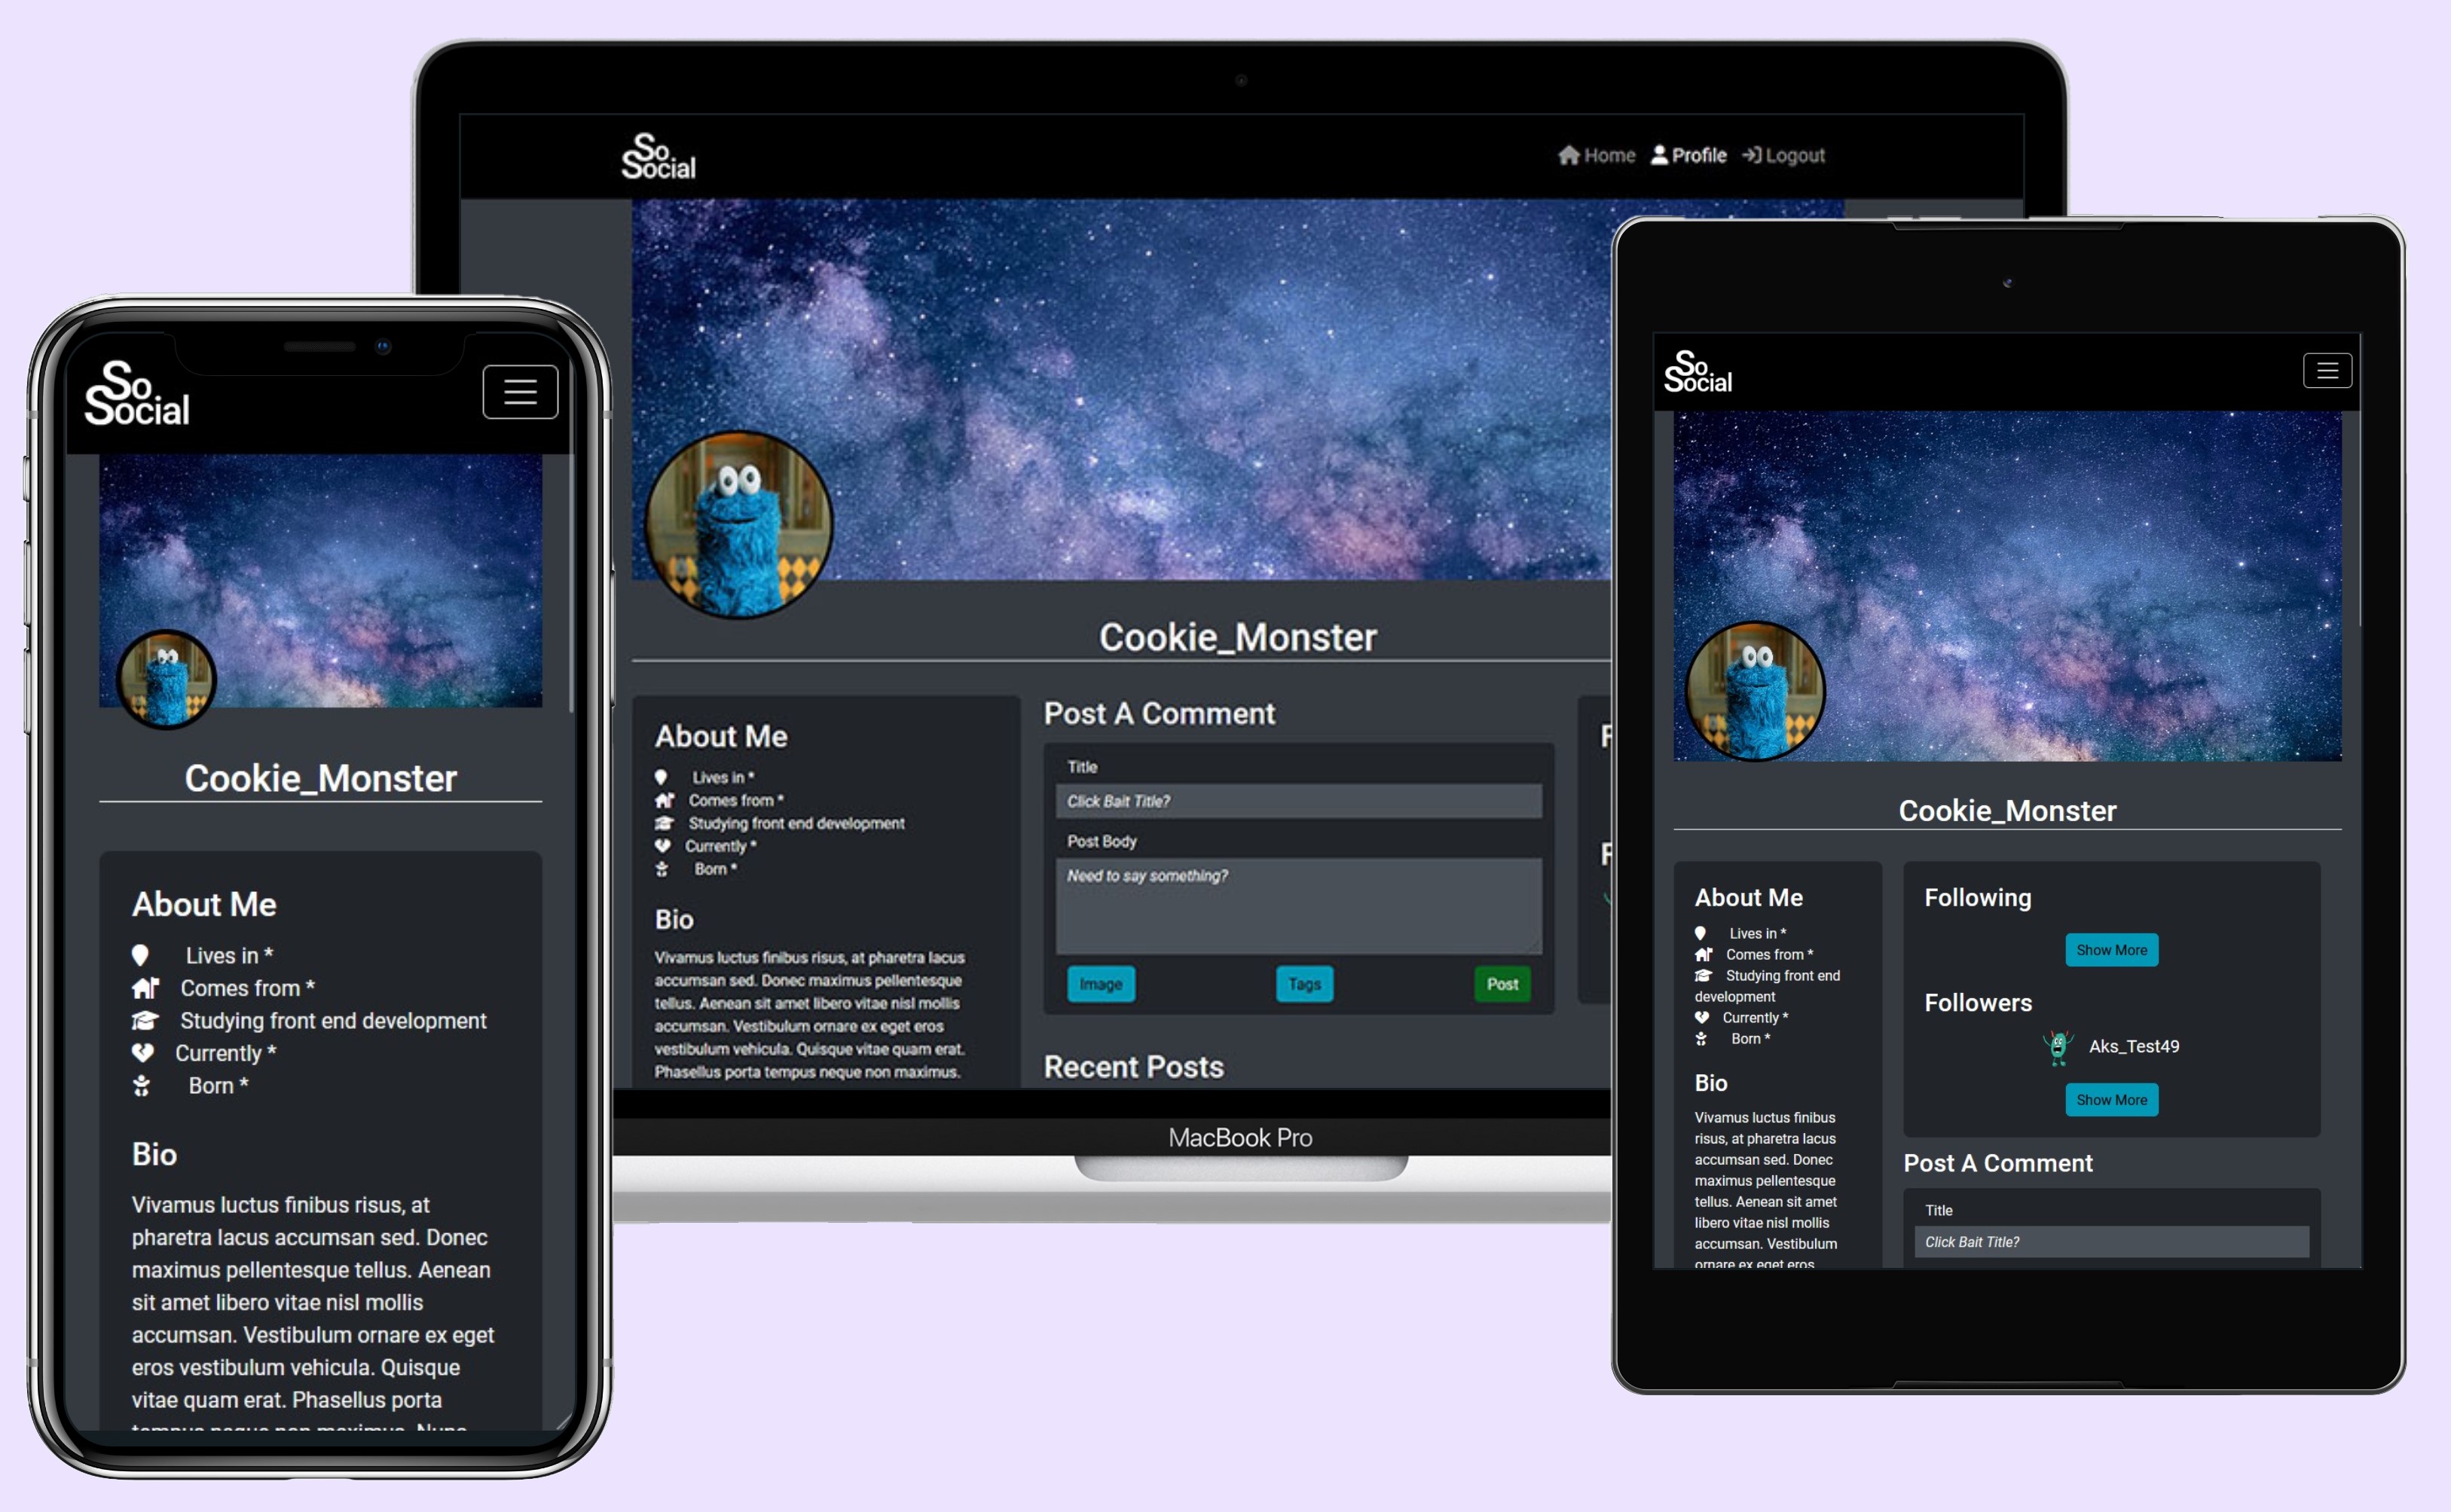 So
Social
Home
Profile
Logout
Cookie_Monster
About Me
Lives in *
Comes from *
Studying front end development
Currently *
Born *
Bio
Vivamus luctus finibus risus, at pharetra lacus
accumsan sed. Donec maximus pellentesque
tellus. Aenean sit amet libero vitae nisl mollis
accumsan. Vestibulum ornare ex eget eros
vestibulum vehicula. Quisque vitae quam erat.
Phasellus porta tempus neque non maximus.
Post A Comment
Title
Click Bait Title?
Post Body
Need to say something?
Image
Tags
Post
Recent Posts
F
F
MacBook Pro
So
Social
Cookie_Monster
About Me
Lives in *
Comes from *
Studying front end development
Currently *
Born *
Bio
Vivamus luctus finibus risus, at
pharetra lacus accumsan sed. Donec
maximus pellentesque tellus. Aenean
sit amet libero vitae nisl mollis
accumsan. Vestibulum ornare ex eget
eros vestibulum vehicula. Quisque
vitae quam erat. Phasellus porta
tempus neque non maximus. Nunc
So
Social
Cookie_Monster
About Me
Lives in *
Comes from *
Studying front end
development
Currently *
Born *
Bio
Vivamus luctus finibus
risus, at pharetra lacus
accumsan sed. Donec
maximus pellentesque
tellus. Aenean sit amet
libero vitae nisl mollis
accumsan. Vestibulum
ornare ex eget eros
Following
Show More
Followers
Aks_Test49
Show More
Post A Comment
Title
Click Bait Title?